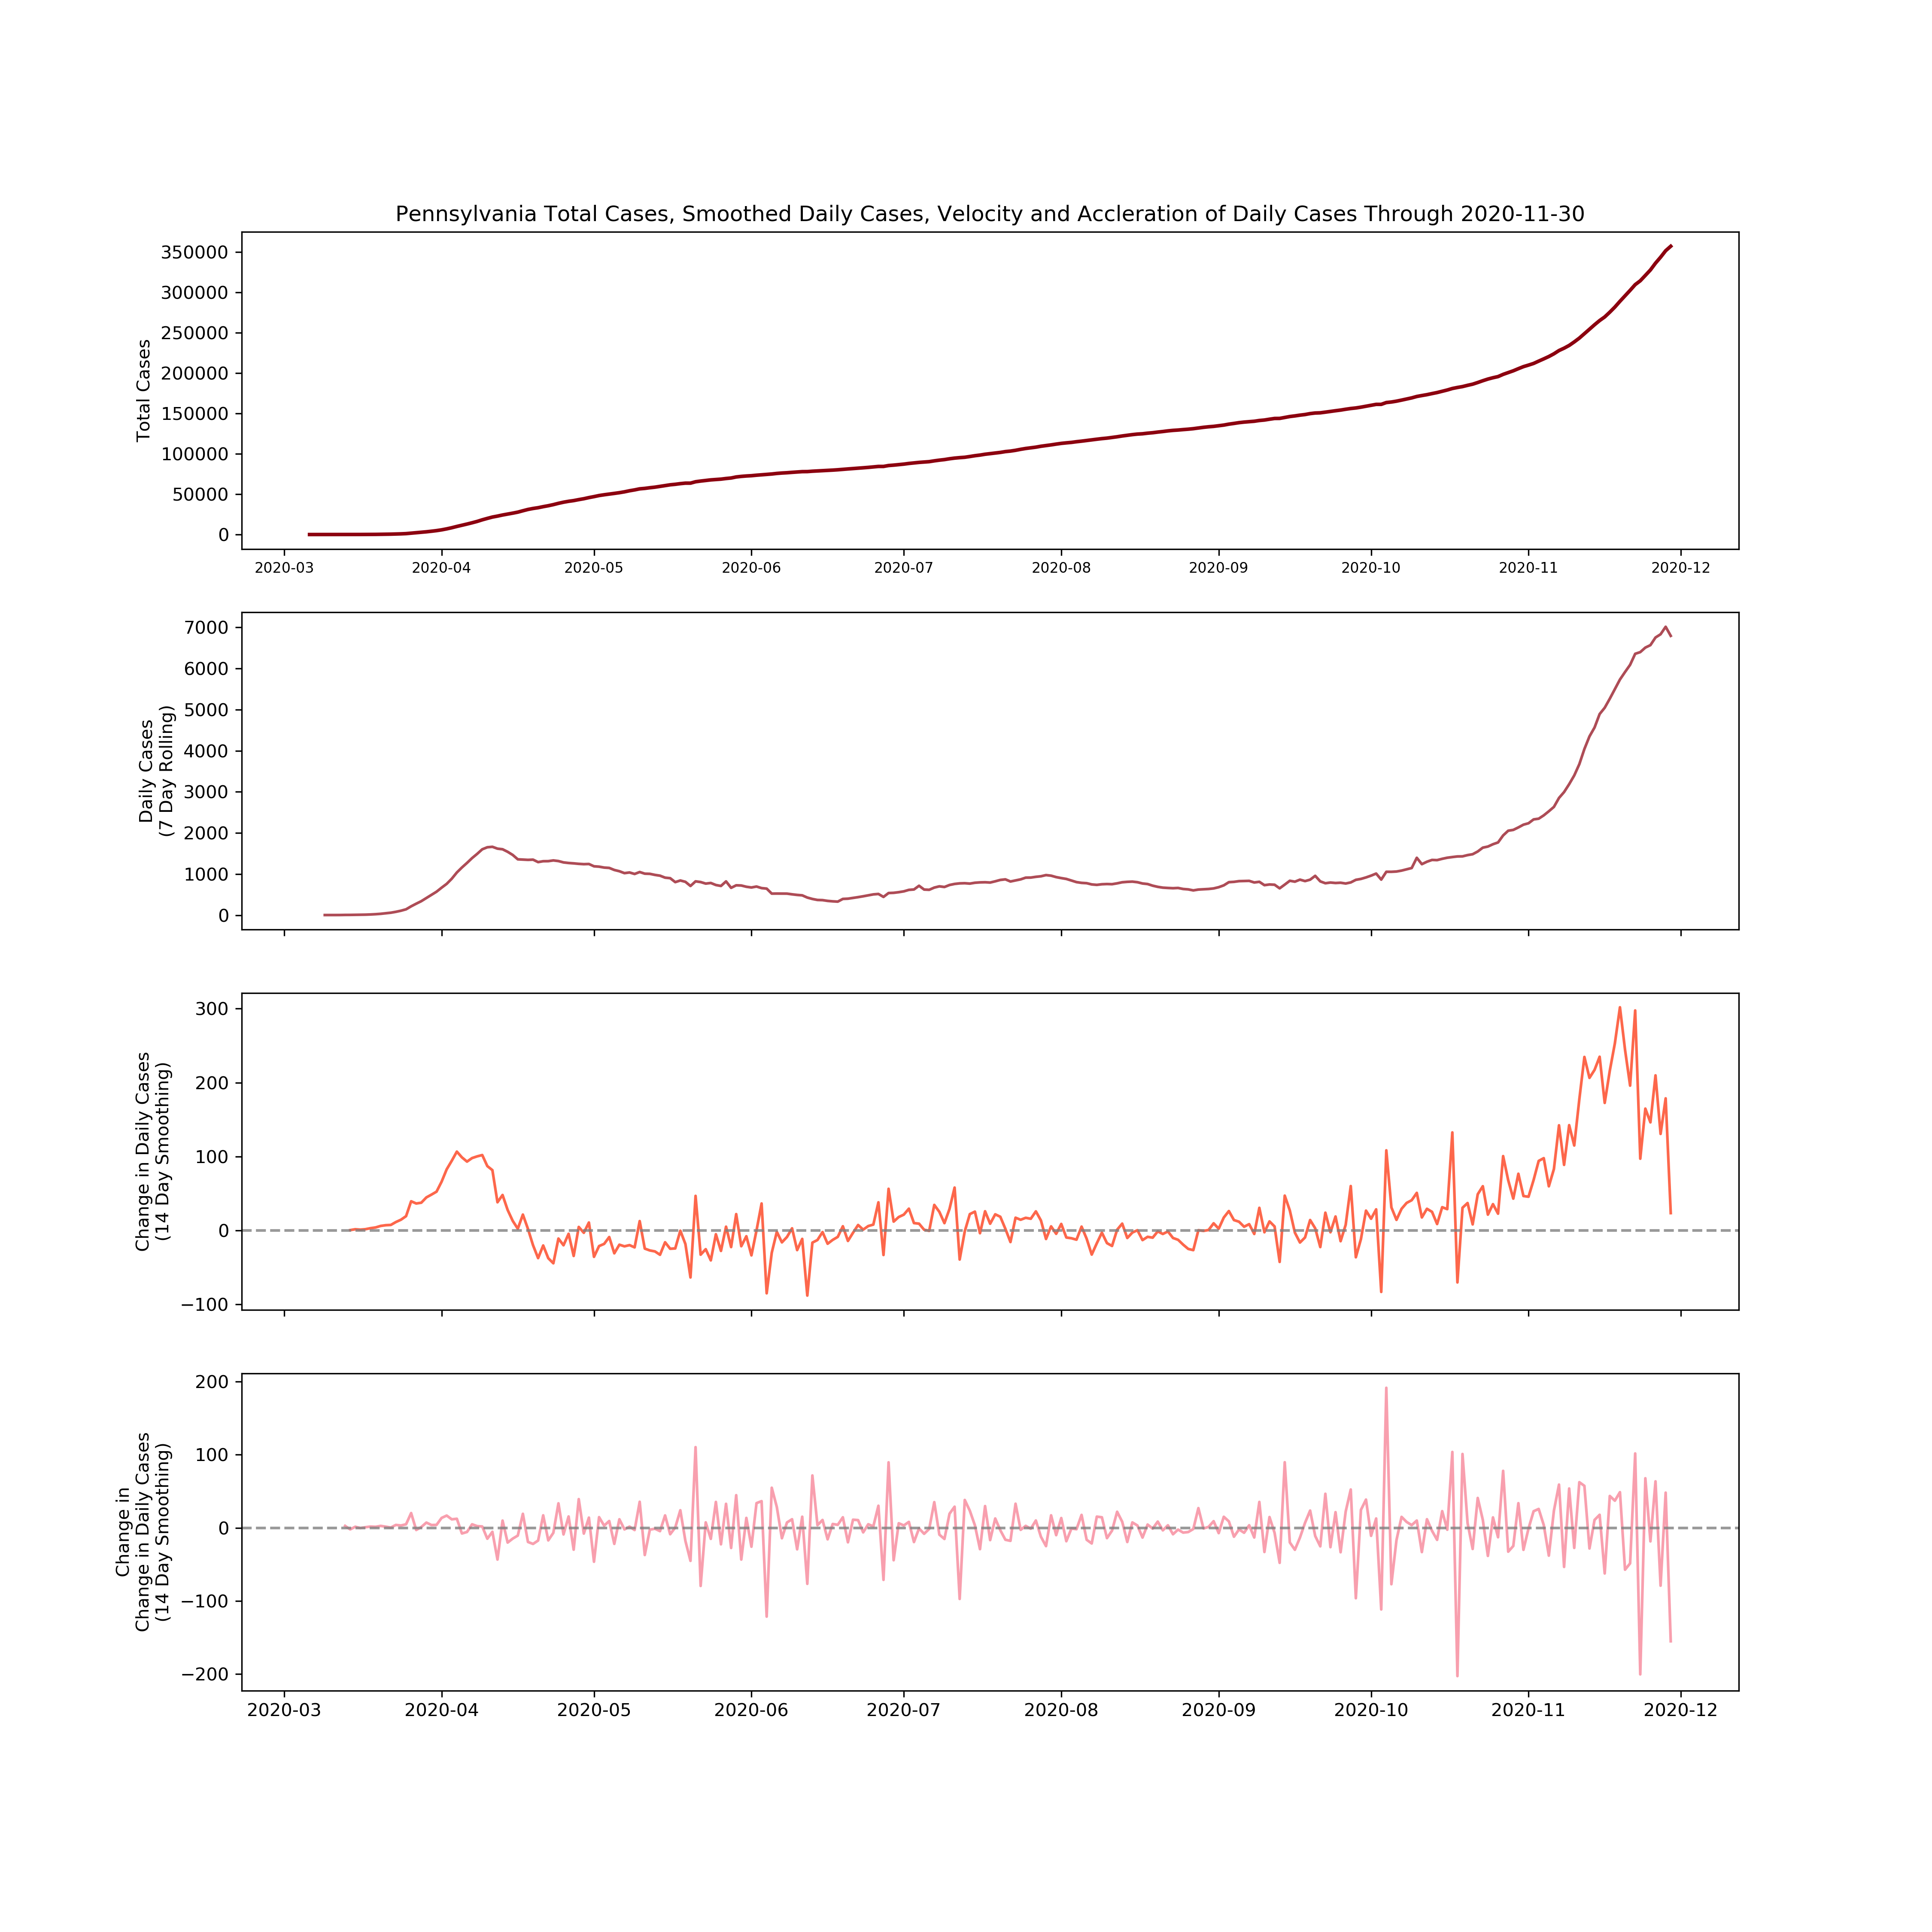 Pennsylvania Total Cases, Smoothed Daily Cases, Velocity and Accleration of Daily Cases Through 2020-11-30
Total Cases
350000
300000
250000
200000
150000
100000
50000
0
2020-03 2020-04 2020-05 2020-06 2020-07 2020-08 2020-09 2020-10 2020-11 2020-12
Daily Cases
(7 Day Rolling)
7000
6000
5000
4000
3000
2000
1000
0
Change in Daily Cases
(14 Day Smoothing)
300
200
100
0
−100
Change in
Change in Daily Cases
(14 Day Smoothing)
200
100
0
−100
−200
2020-03 2020-04 2020-05 2020-06 2020-07 2020-08 2020-09 2020-10 2020-11 2020-12